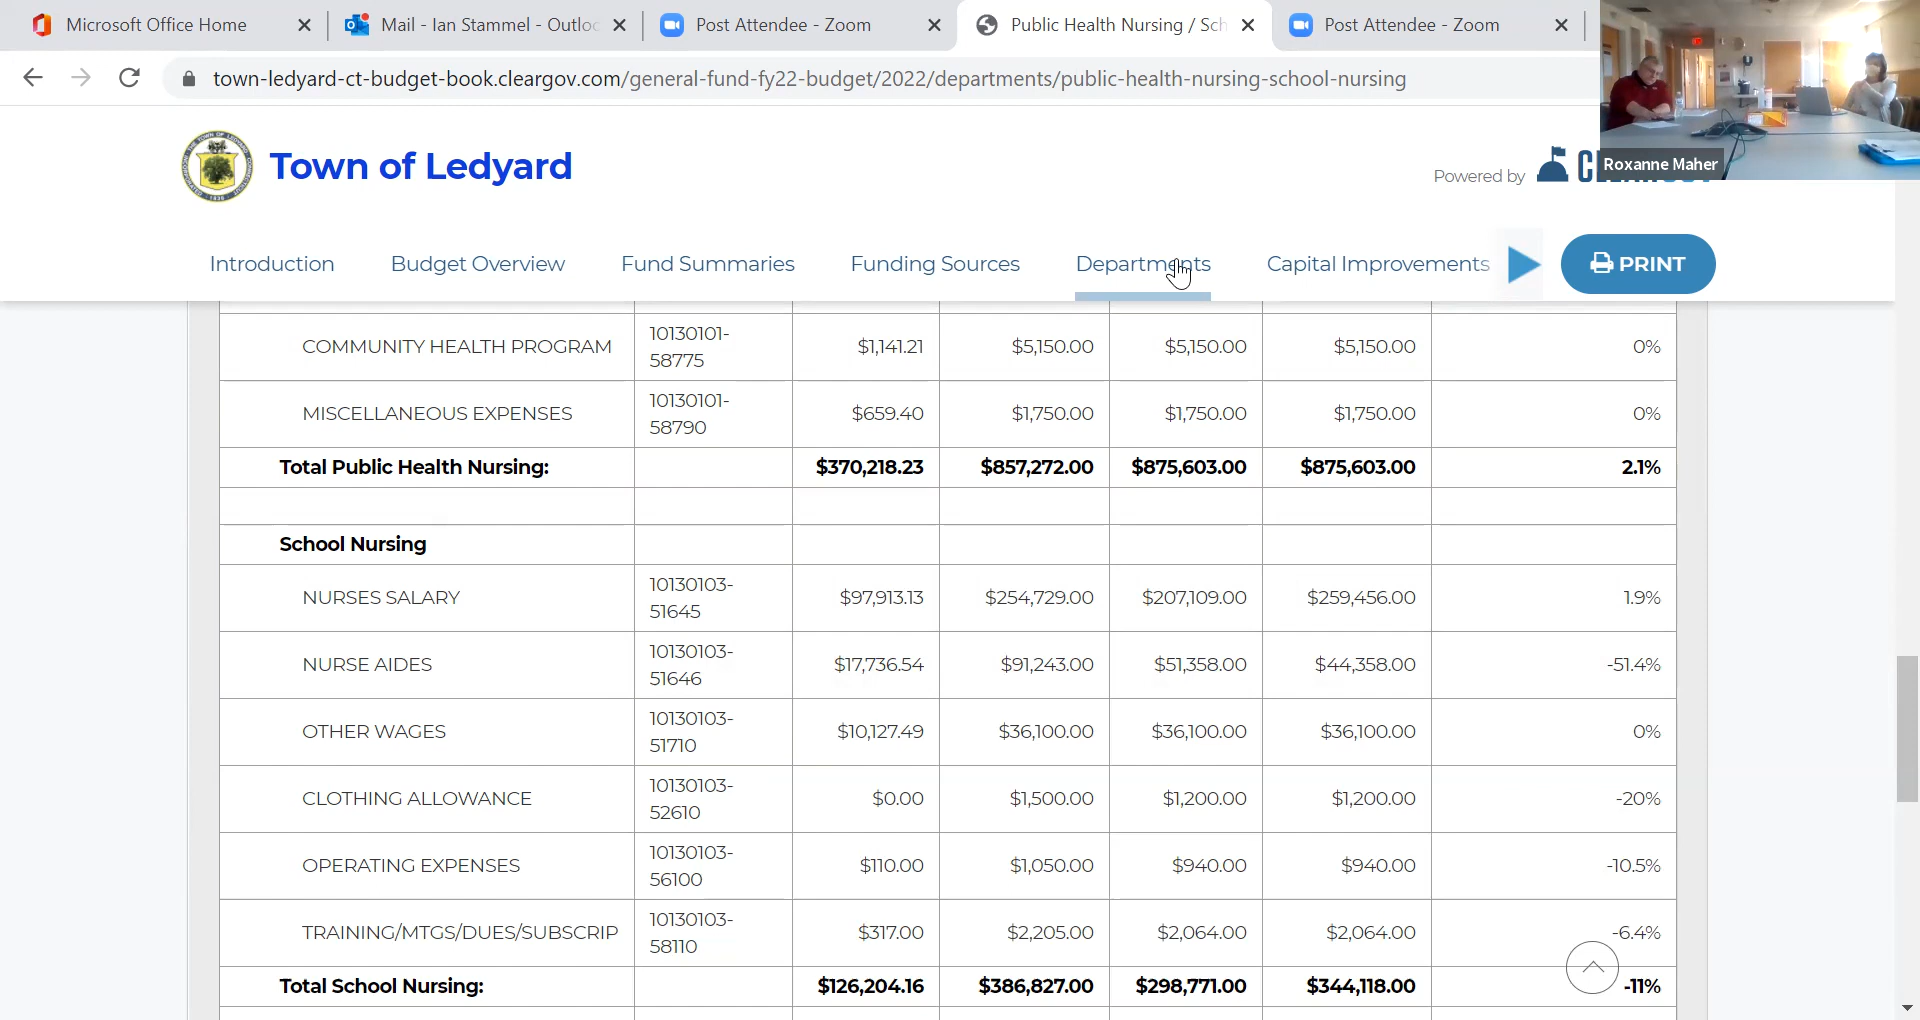 Microsoft Office Home
Mail - Ian Stammel - Outloo
Post Attendee - Zoom
Public Health Nursing / Sch
Post Attendee - Zoom
town-ledyard-ct-budget-book.cleargov.com/general-fund-fy22-budget/2022/departments/public-health-nursing-school-nursing
Town of Ledyard
Powered by
Roxanne Maher
Introduction Budget Overview Fund Summaries Funding Sources Departments Capital Improvements PRINT
COMMUNITY HEALTH PROGRAM 10130101-58775 $1,141.21 $5,150.00 $5,150.00 $5,150.00 0%
MISCELLANEOUS EXPENSES 10130101-58790 $659.40 $1,750.00 $1,750.00 $1,750.00 0%
Total Public Health Nursing: $370,218.23 $857,272.00 $875,603.00 $875,603.00 2.1%
School Nursing
NURSES SALARY 10130103-51645 $97,913.13 $254,729.00 $207,109.00 $259,456.00 1.9%
NURSE AIDES 10130103-51646 $17,736.54 $91,243.00 $51,358.00 $44,358.00 -51.4%
OTHER WAGES 10130103-51710 $10,127.49 $36,100.00 $36,100.00 $36,100.00 0%
CLOTHING ALLOWANCE 10130103-52610 $0.00 $1,500.00 $1,200.00 $1,200.00 -20%
OPERATING EXPENSES 10130103-56100 $110.00 $1,050.00 $940.00 $940.00 -10.5%
TRAINING/MTGS/DUES/SUBSCRIP 10130103-58110 $317.00 $2,205.00 $2,064.00 $2,064.00 -6.4%
Total School Nursing: $126,204.16 $386,827.00 $298,771.00 $344,118.00 -11%